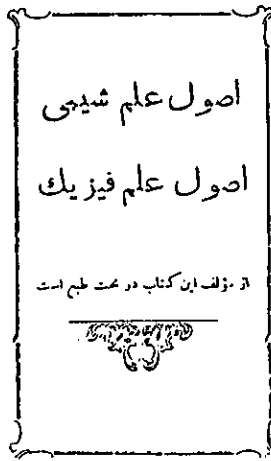 اصول علم شیمی
اصول علم فیزیك
از مؤلف این کتاب در تحت طبع است